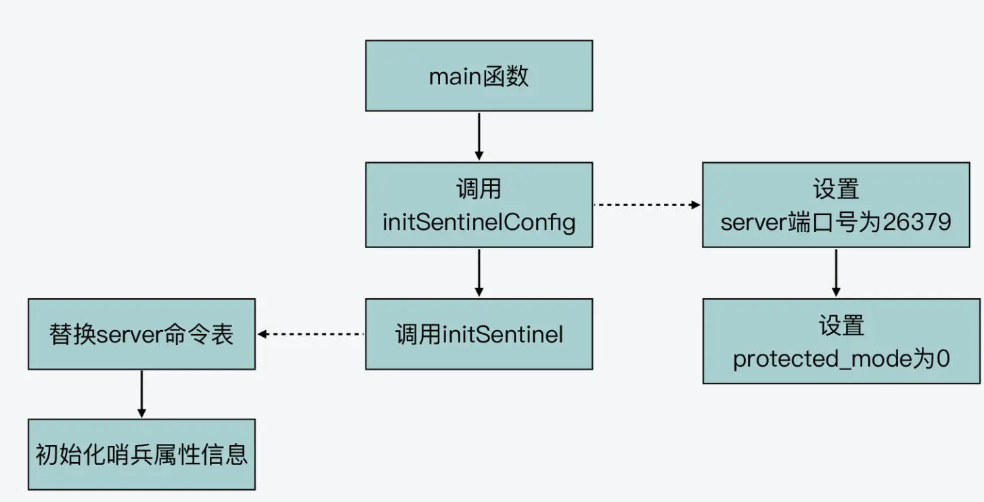 main函数
调用
initSentinelConfig
设置
server端口号为26379
替换server命令表
调用initSentinel
设置
protected_mode为0
初始化哨兵属性信息